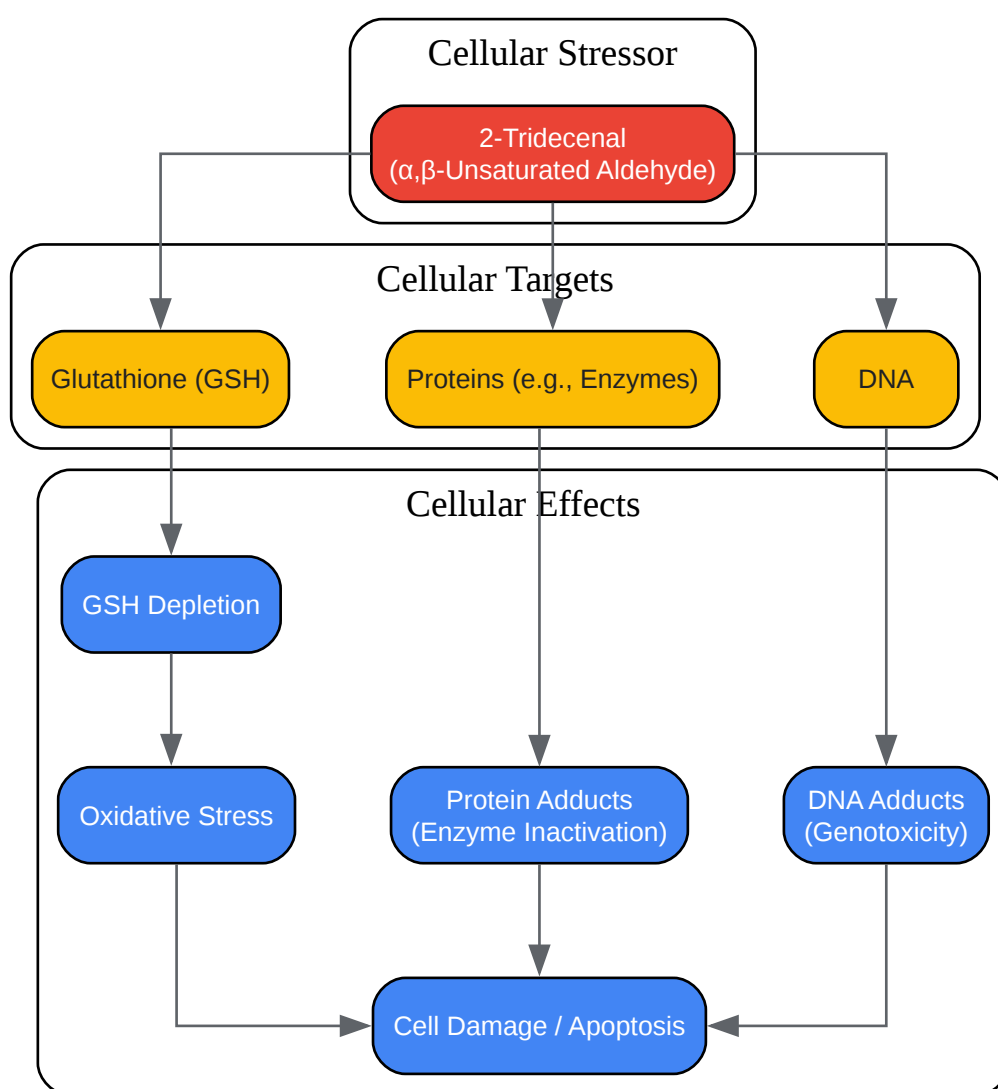 Cellular Stressor
2-Tridecenal
(α,β-Unsaturated Aldehyde)
Cellular Targets
Glutathione (GSH)
Proteins (e.g., Enzymes)
DNA
Cellular Effects
GSH Depletion
Oxidative Stress
Protein Adducts
(Enzyme Inactivation)
DNA Adducts
(Genotoxicity)
Cell Damage / Apoptosis